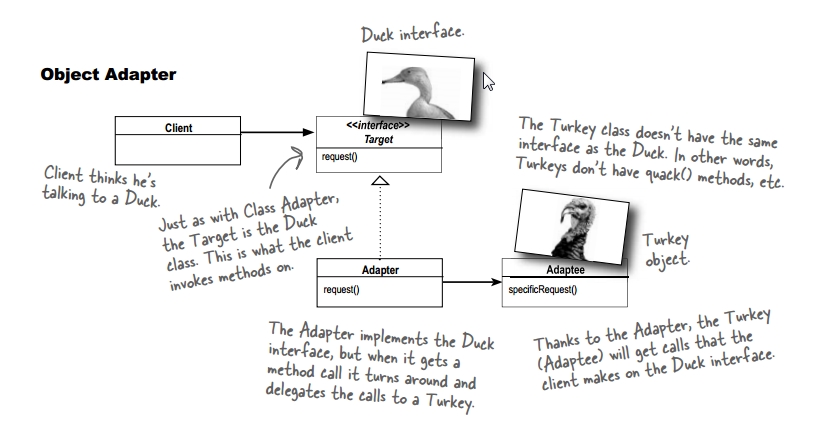 Duck interface.
Object Adapter
Client
<<interface>>
Target
request()
Client thinks he's
talking to a Duck.
Just as with Class Adapter,
the Target is the Duck
class. This is what the client
invokes methods on.
The Turkey class doesn't have the same
interface as the Duck. In other words,
Turkeys don't have quack() methods, etc.
Turkey
object.
Adapter
request()
Adaptee
specificRequest()
The Adapter implements the Duck
interface, but when it gets a
method call it turns around and
delegates the calls to a Turkey.
Thanks to the Adapter, the Turkey
(Adaptee) will get calls that the
client makes on the Duck interface.